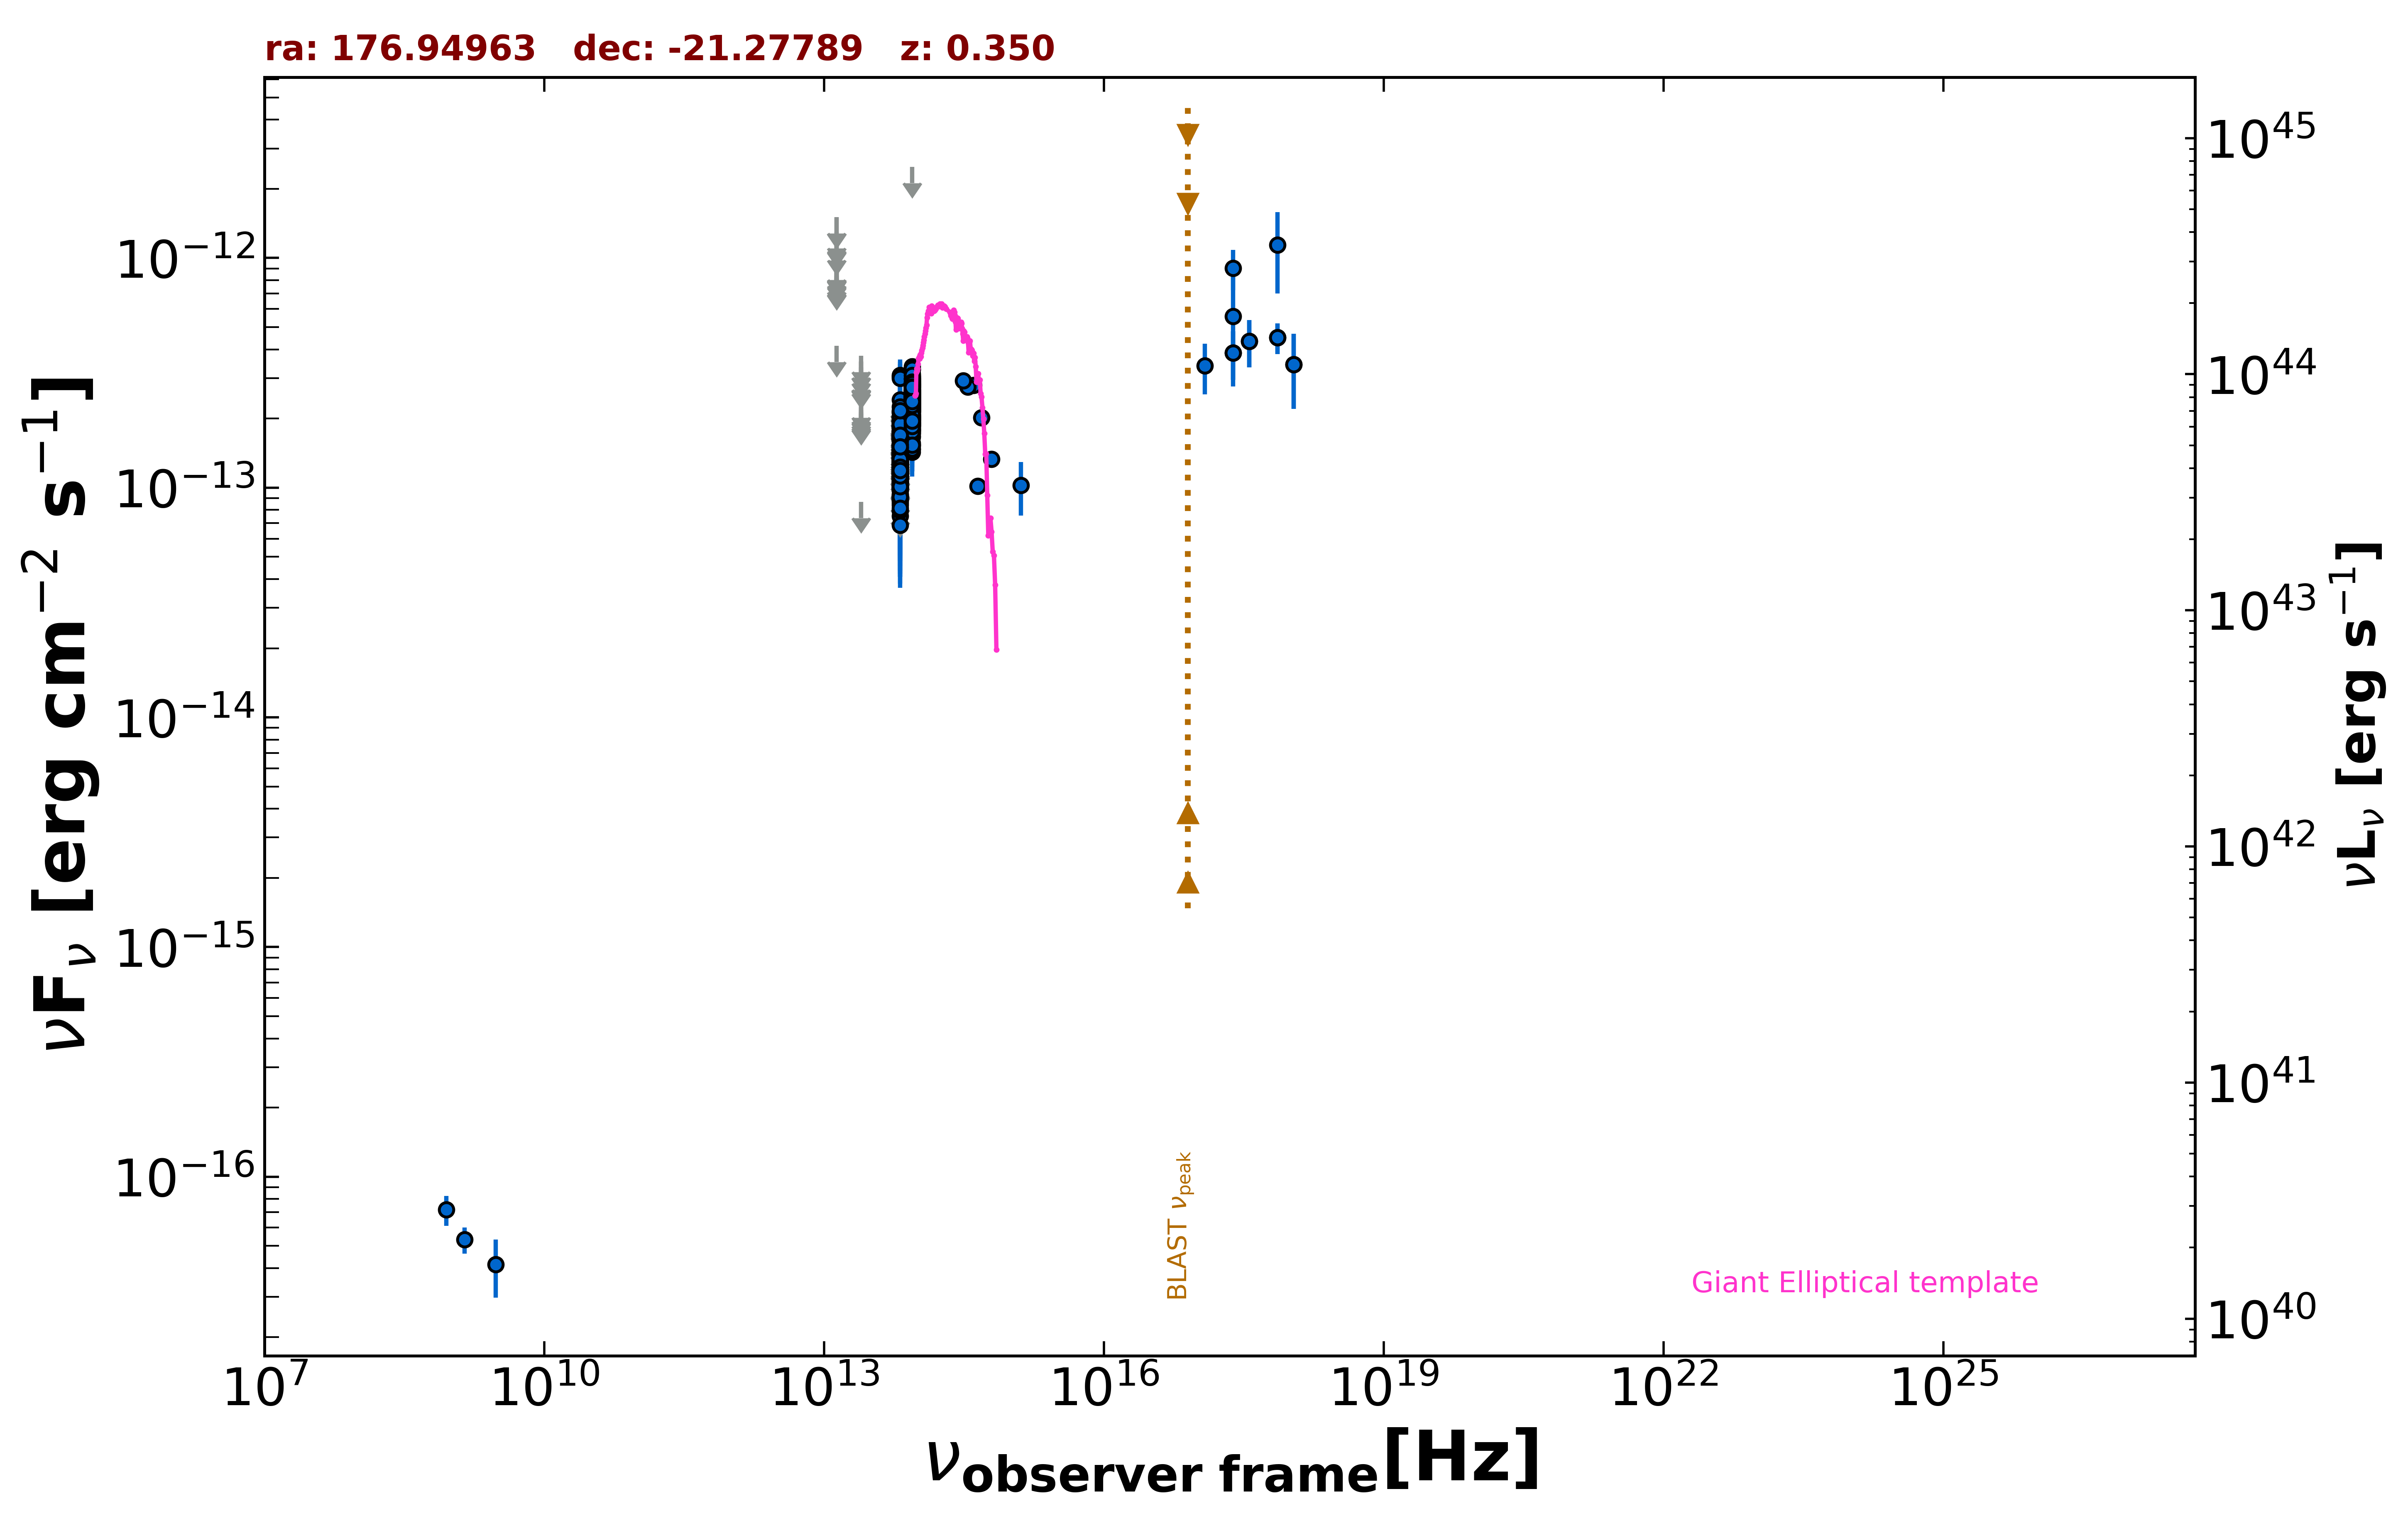 ra: 176.94963 dec: -21.27789 z: 0.350
νF_ν [erg cm^−2 s^−1]
10^−12
10^−13
10^−14
10^−15
10^−16
10^45
10^44
10^43
10^42
10^41
10^40
νL_ν [erg s^−1]
BLAST ν_peak
Giant Elliptical template
10^7 10^10 10^13 10^16 10^19 10^22 10^25
ν_observer frame [Hz]